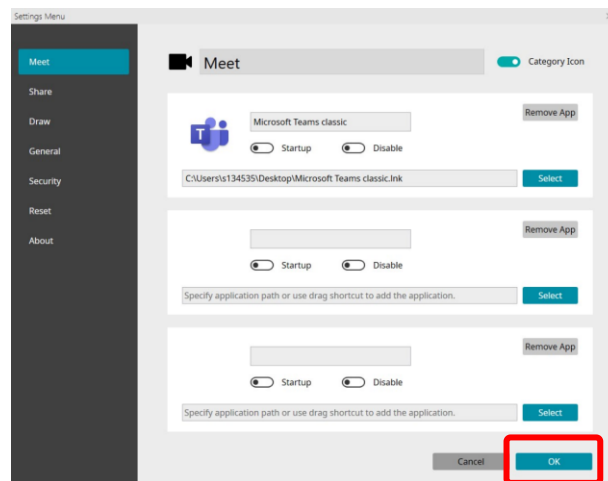 Settings Menu
Meet
Share
Draw
General
Security
Reset
About
Meet
Category Icon
T
Microsoft Teams classic
Remove App
Startup
Disable
C:\Users\s134535\Desktop\Microsoft Teams classic.lnk
Select
Remove App
Startup
Disable
Specify application path or use drag shortcut to add the application.
Select
Remove App
Startup
Disable
Specify application path or use drag shortcut to add the application.
Select
Cancel
OK